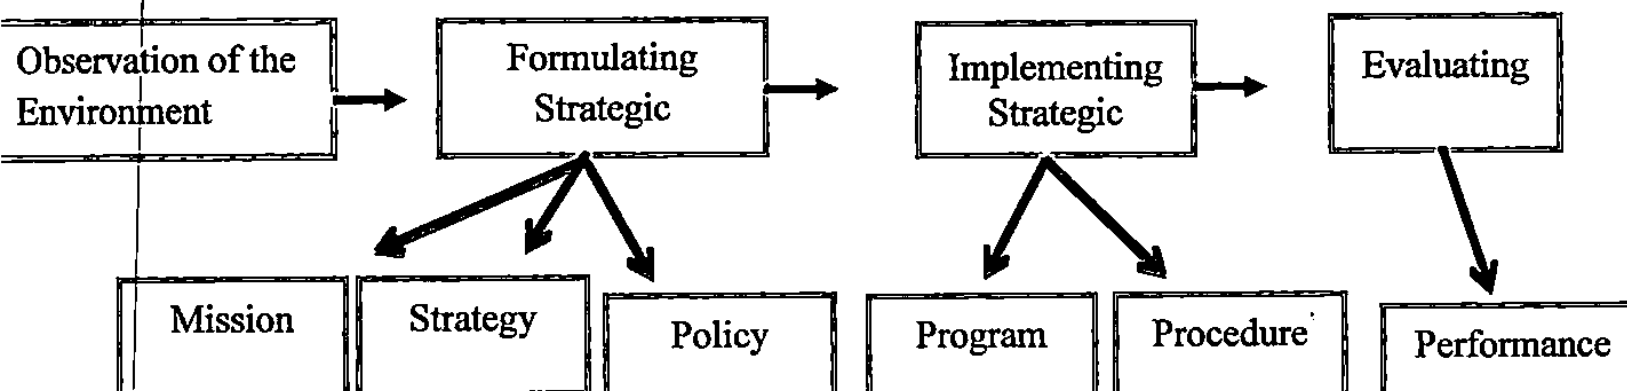 Observation of the
Environment
Formulating
Strategic
Implementing
Strategic
Evaluating
Mission
Strategy
Policy
Program
Procedure
Performance